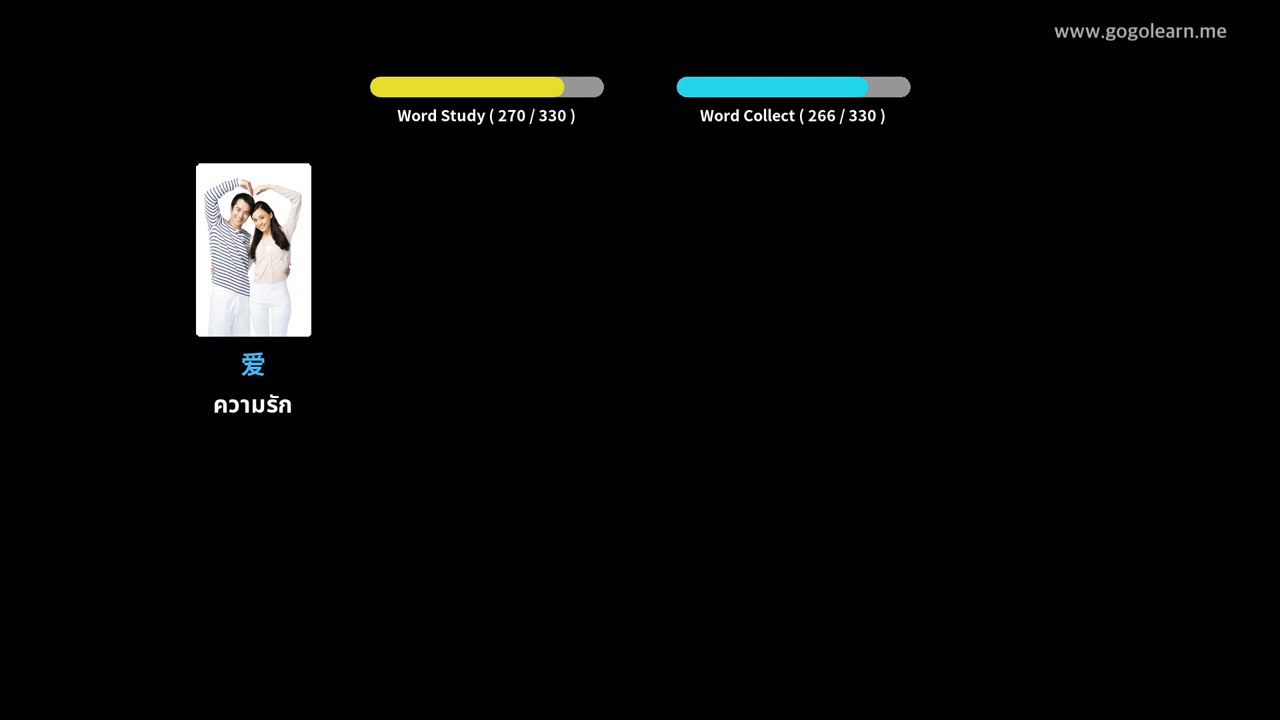 www.gogolearn.me
Word Study ( 270 / 330 )
Word Collect ( 266 / 330 )
爱
ความรัก